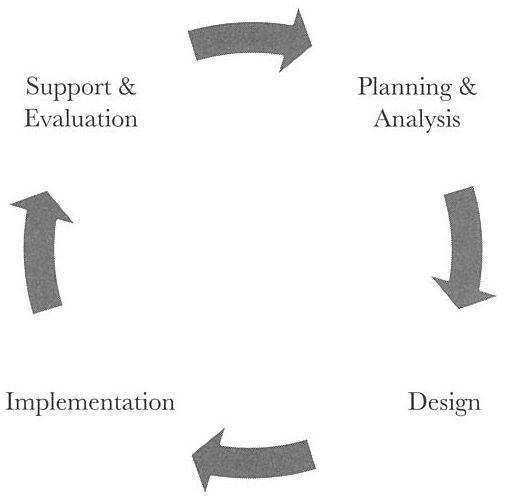 Support &
Evaluation
Planning &
Analysis
Implementation
Design